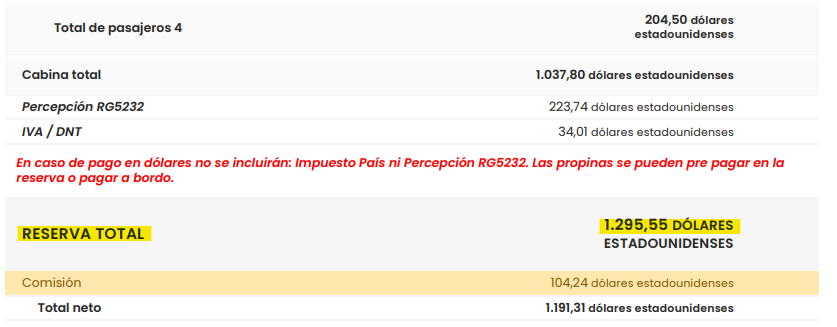 Total de pasajeros 4
204,50 dólares
estadounidenses
Cabina total
1.037,80 dólares estadounidenses
Percepción RG5232
223,74 dólares estadounidenses
IVA / DNT
34,01 dólares estadounidenses
En caso de pago en dólares no se incluirán: Impuesto País ni Percepción RG5232. Las propinas se pueden pre pagar en la
reserva o pagar a bordo.
RESERVA TOTAL
1.295,55 DÓLARES
ESTADOUNIDENSES
Comisión
104,24 dólares estadounidenses
Total neto
1.191,31 dólares estadounidenses